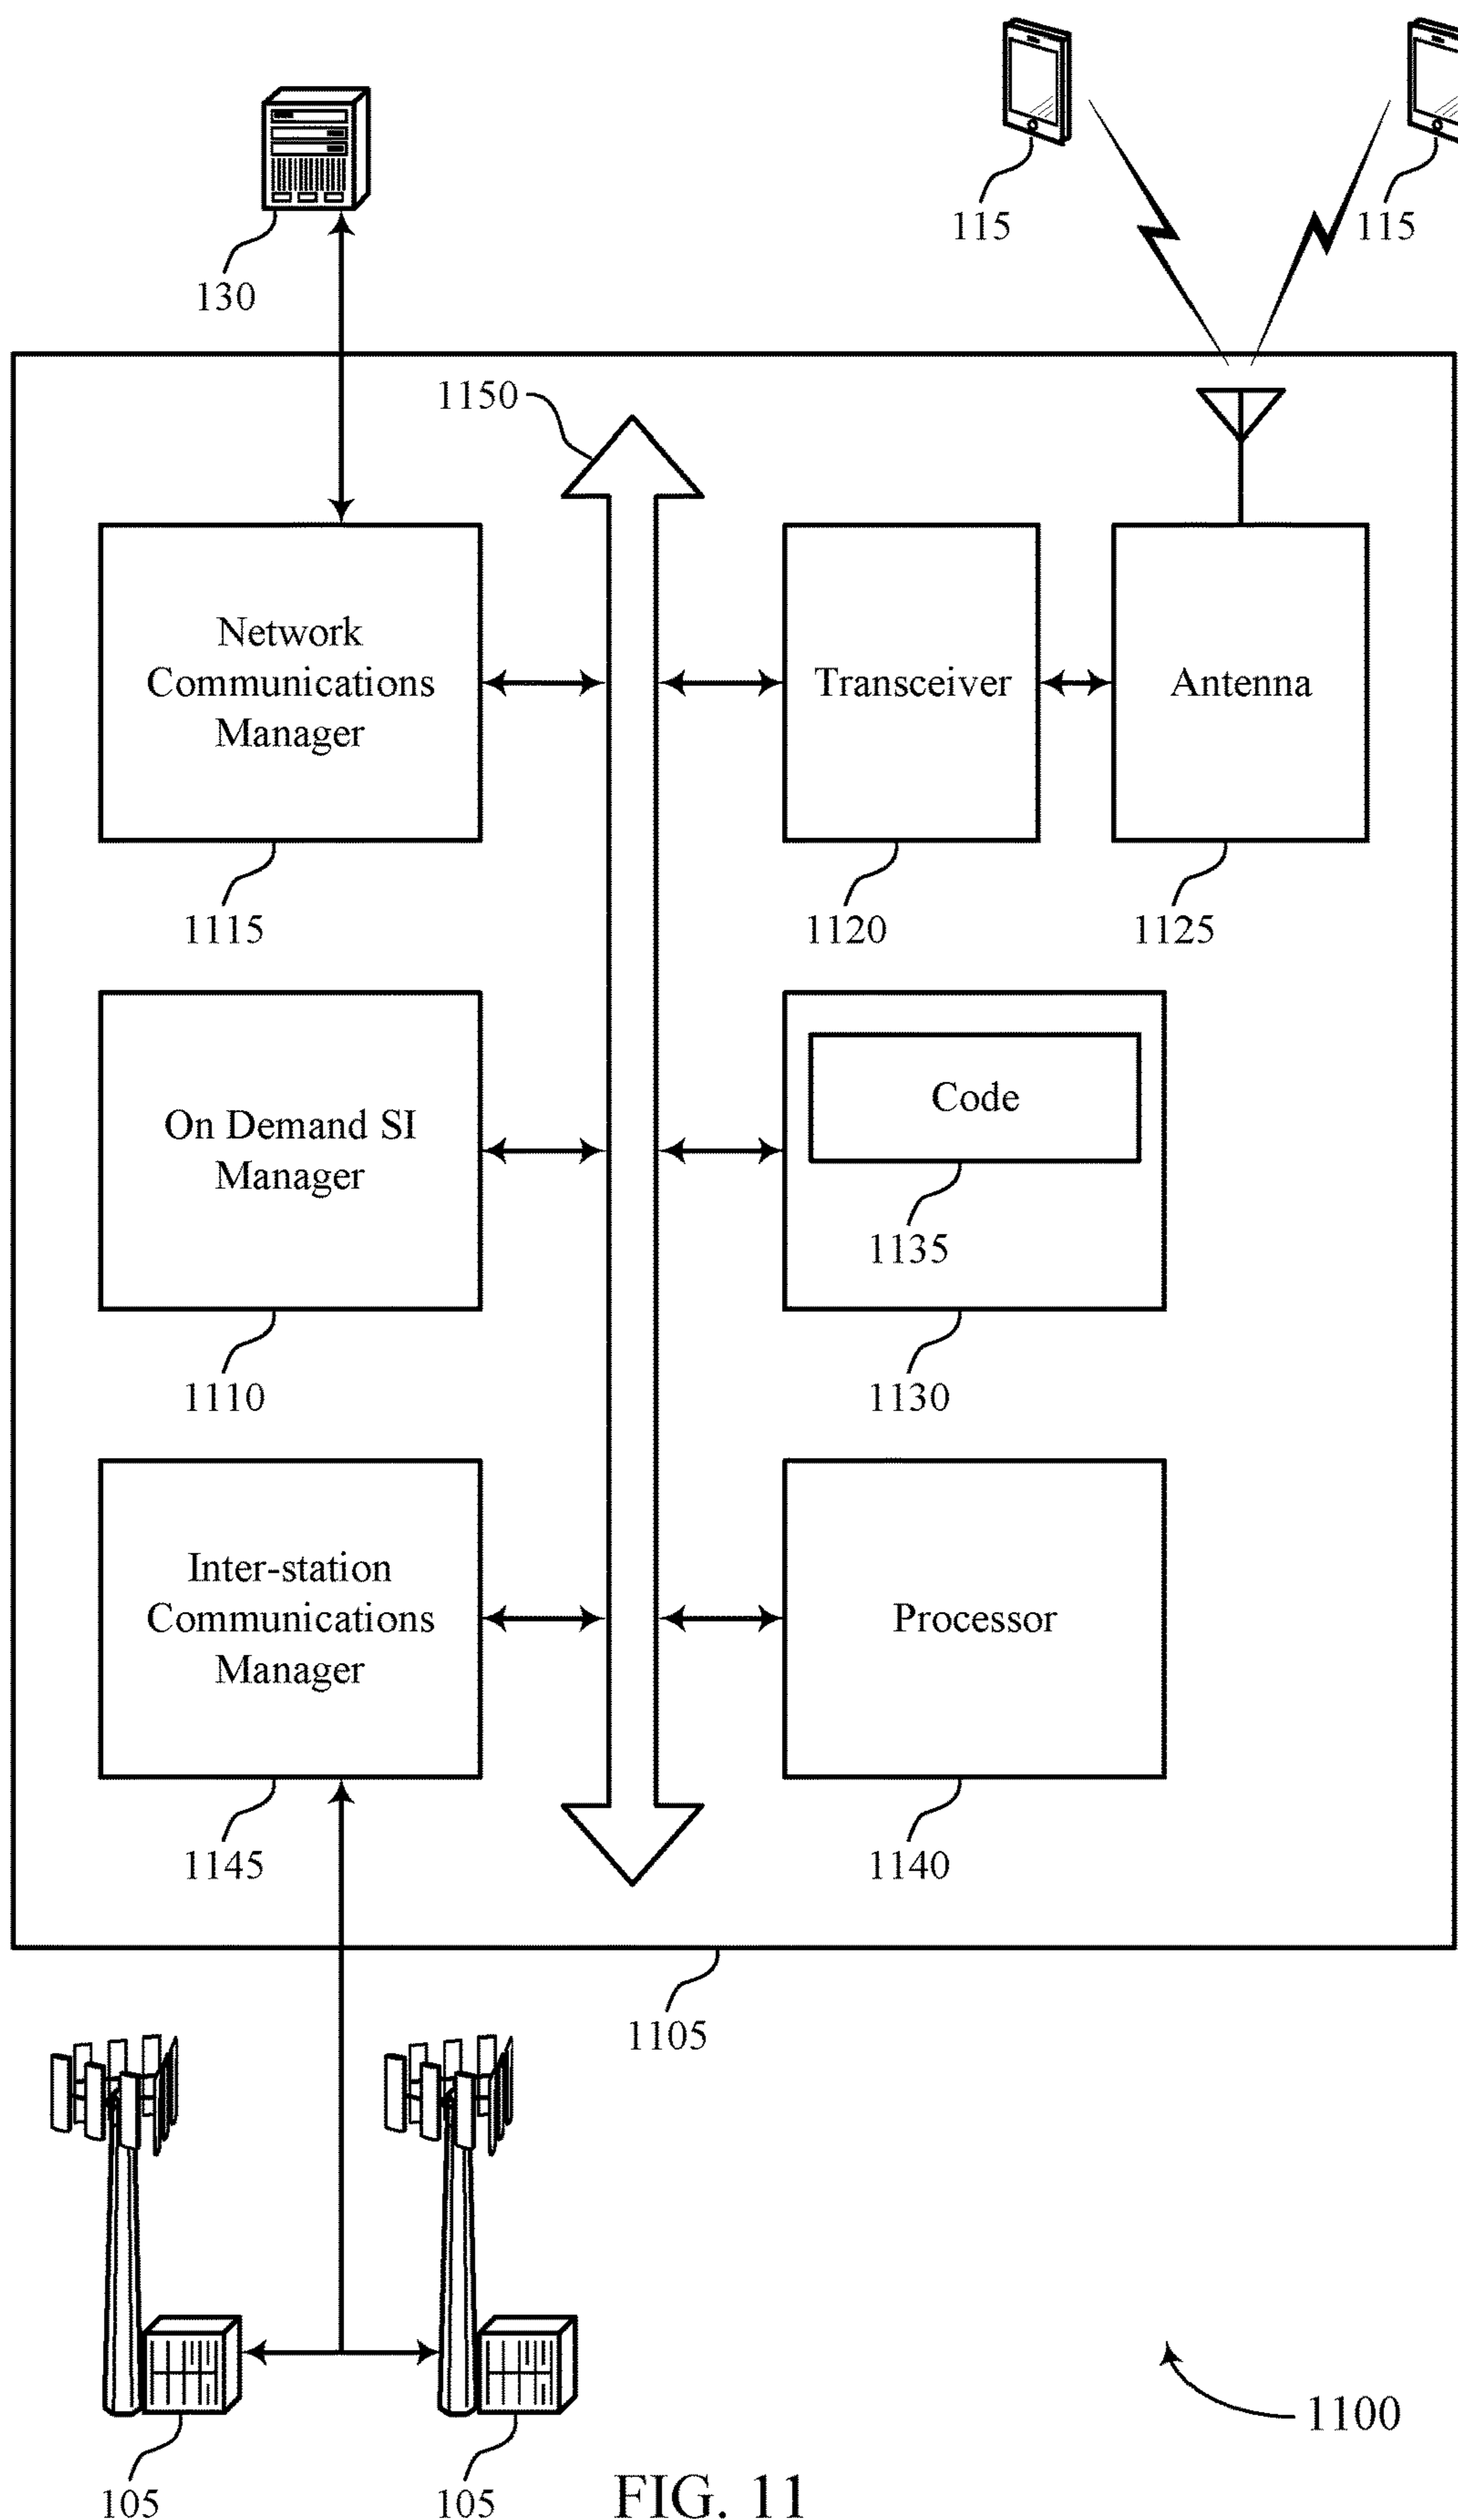 115
115
130
1150
Network
Communications
Manager
Transceiver
Antenna
1115
1120
1125
On Demand SI
Manager
Code
1135
1110
1130
Inter-station
Communications
Manager
Processor
1145
1140
1105
1100
105
105
FIG. 11